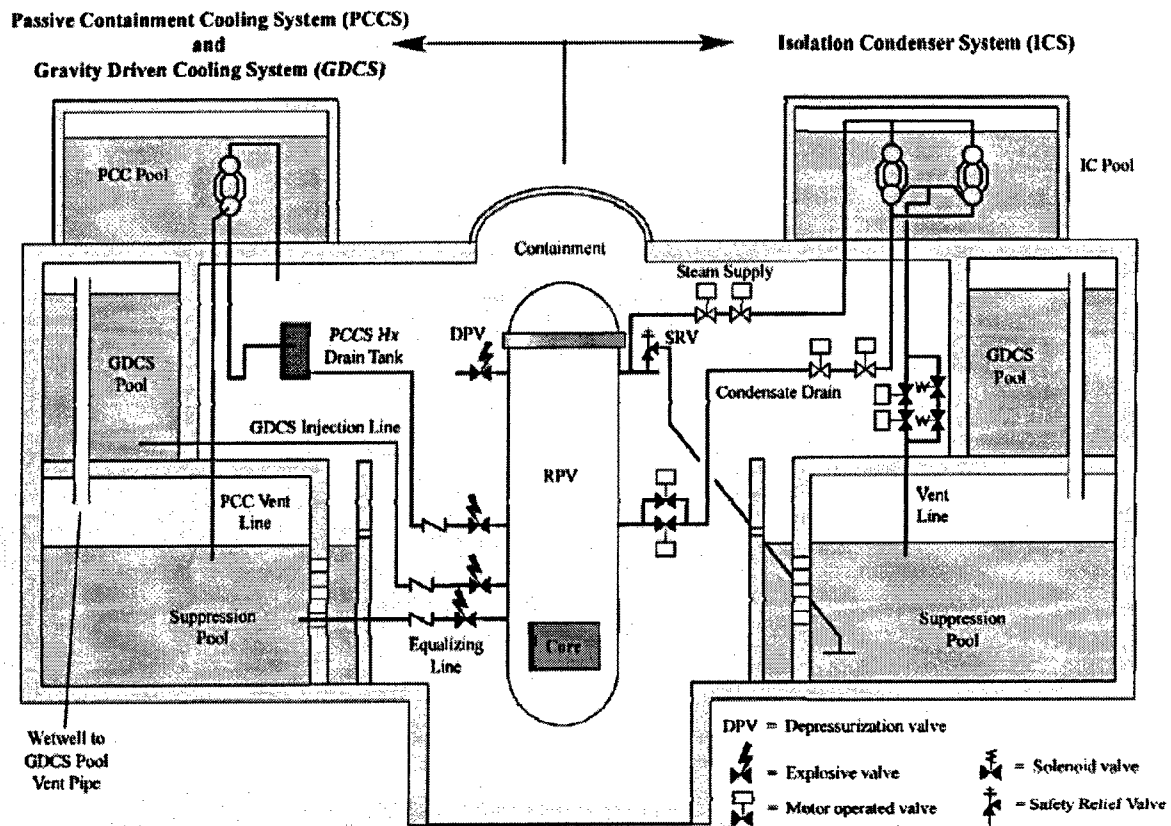 Passive Containment Cooling System (PCCS)
and
Gravity Driven Cooling System (GDCS)
Isolation Condenser System (ICS)
PCC Pool
IC Pool
Containment
Steam Supply
GDCS
Pool
PCCS Hx
Drain Tank
DPV
SRV
GDCS
Pool
Condensate Drain
GDCS Injection Line
RPV
PCC Vent
Line
Vent
Line
Suppression
Pool
Equalizing
Line
Core
Suppression
Pool
Wetwell to
GDCS Pool
Vent Pipe
DPV = Depressurization valve
= Explosive valve
= Solenoid valve
= Motor operated valve
= Safety Relief Valve